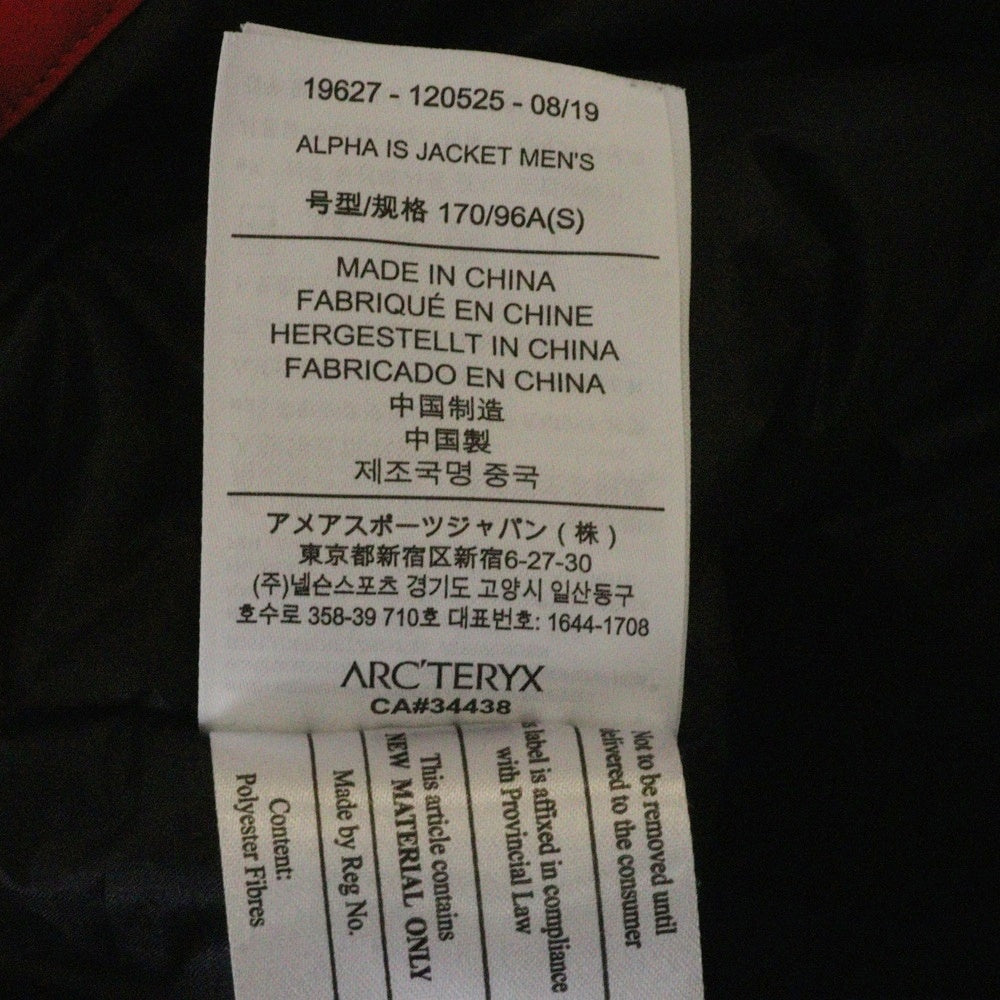 19627 - 120525 - 08/19
ALPHA IS JACKET MEN'S
号型/规格 170/96A(S)
MADE IN CHINA
FABRIQUÉ EN CHINE
HERGESTELLT IN CHINA
FABRICADO EN CHINA
中国制造
中国製
제조국명 중국
アメアスポーツジャパン（株）
東京都新宿区新宿6-27-30
(주)넬슨스포츠 경기도 고양시 일산동구
호수로 358-39 710호 대표번호: 1644-1708
ARC'TERYX
CA#34438
Not to be removed until
delivered to the consumer
label is affixed in compliance
with Provincial Law
This article contains
NEW MATERIAL ONLY
Made by Reg No.
Content:
Polyester Fibres